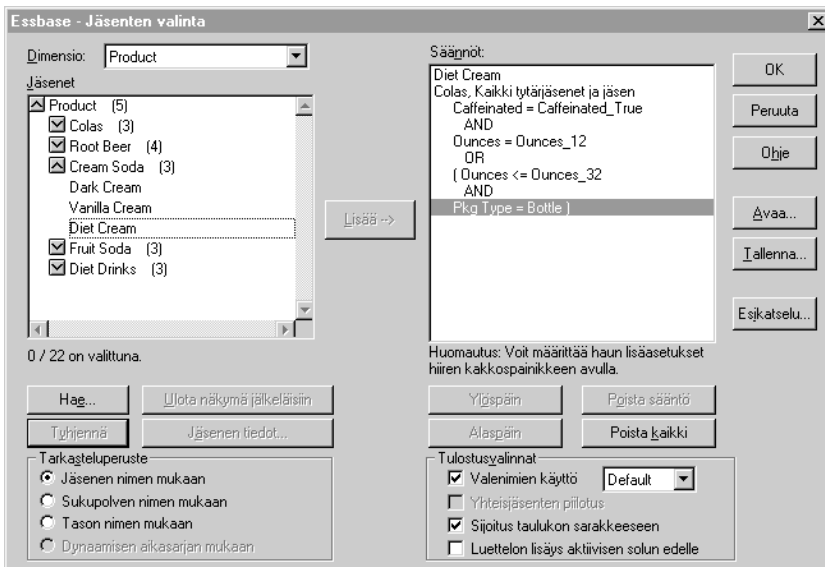 Essbase - Jäsenten valinta
Dimensio: Product
Jäsenet
Product (5)
Colas (3)
Root Beer (4)
Cream Soda (3)
Dark Cream
Vanilla Cream
Diet Cream
Fruit Soda (3)
Diet Drinks (3)
0 / 22 on valittuna.
Lisää -->
Säännöt:
Diet Cream
Colas, Kaikki tytärjäsenet ja jäsen
Caffeinated = Caffeinated_True
AND
Ounces = Ounces_12
OR
( Ounces <= Ounces_32
AND
Pkg Type = Bottle )
Huomautus: Voit määrittää haun lisäasetukset
hiiren kakkospainikkeen avulla.
OK
Peruuta
Ohje
Avaa...
Tallenna...
Esikatselu...
Hae...
Ulota näkymä jälkeläisiin
Tyhjennä
Jäsenen tiedot...
Ylöspäin
Poista sääntö
Alaspäin
Poista kaikki
Tarkasteluperuste
Jäsenen nimen mukaan
Sukupolven nimen mukaan
Tason nimen mukaan
Dynaamisen aikasarjan mukaan
Tulostusvalinnat
Valenimien käyttö Default
Yhteisjäsenten piilotus
Sijoitus taulukon sarakkeeseen
Luettelon lisäys aktiivisen solun edelle